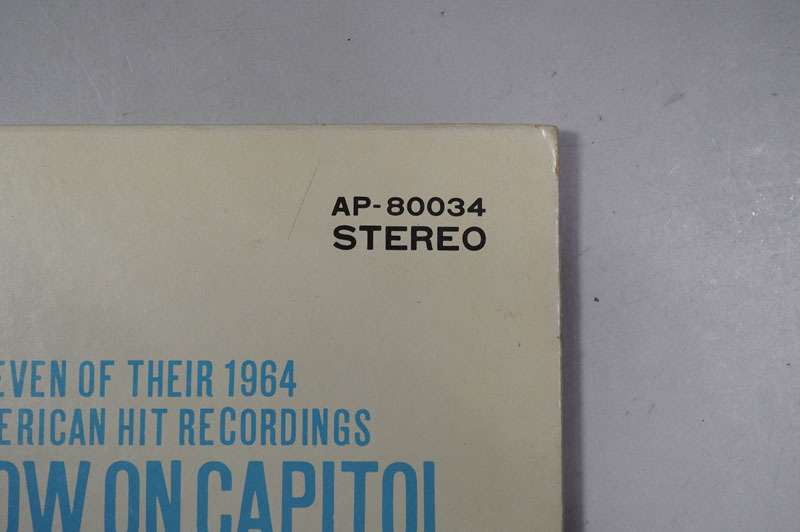 AP-80034
STEREO
EVEN OF THEIR 1964
ERICAN HIT RECORDINGS
OW ON CAPITOL